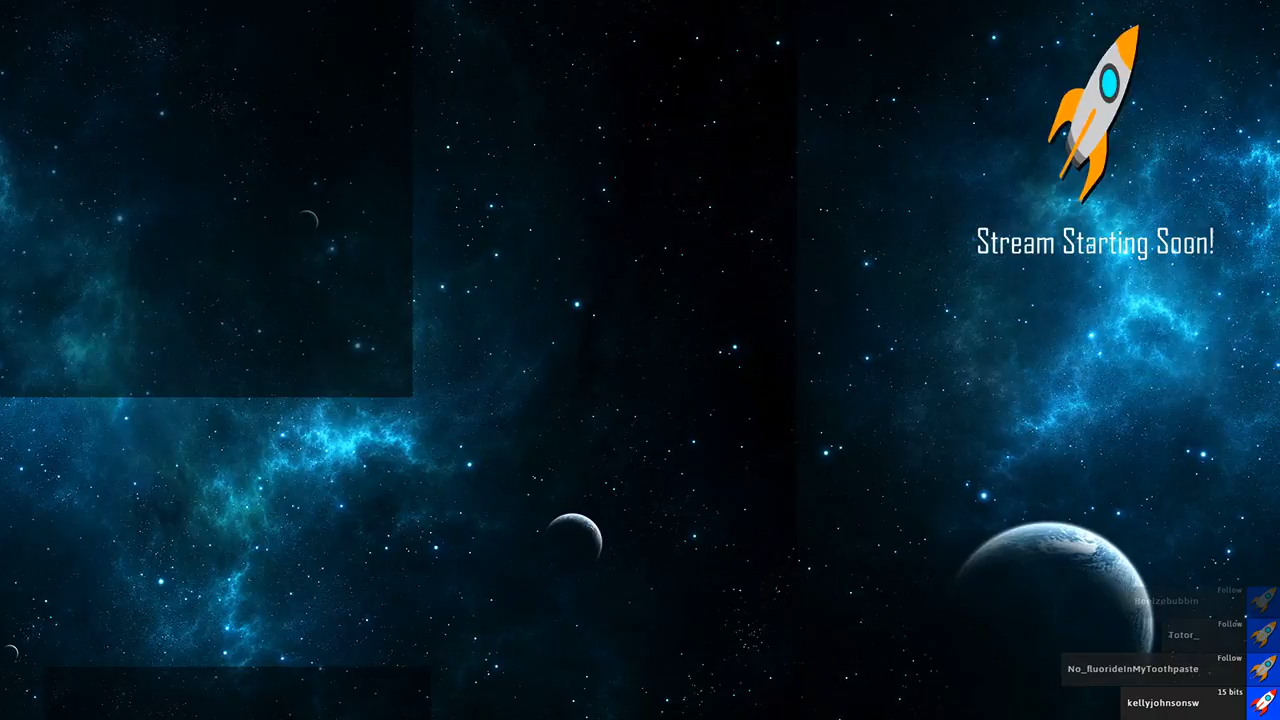 Stream Starting Soon!
Follow
Beelzebubbin
Follow
Totor_
Follow
No_fluorideInMyToothpaste
15 bits
kellyjohnsonsw